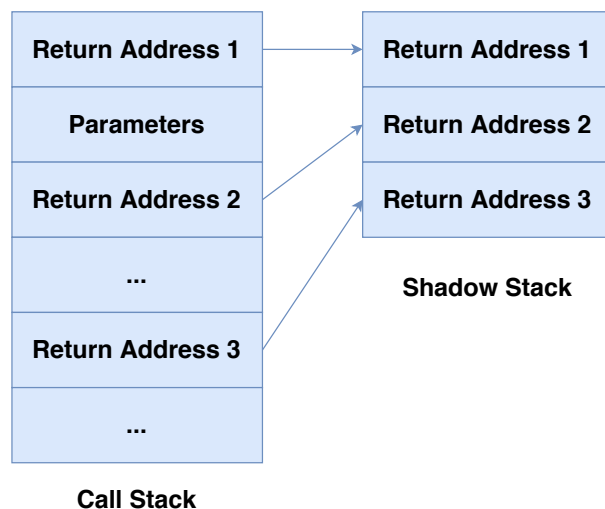 Return Address 1
Parameters
Return Address 2
...
Return Address 3
...
Call Stack
Return Address 1
Return Address 2
Return Address 3
Shadow Stack